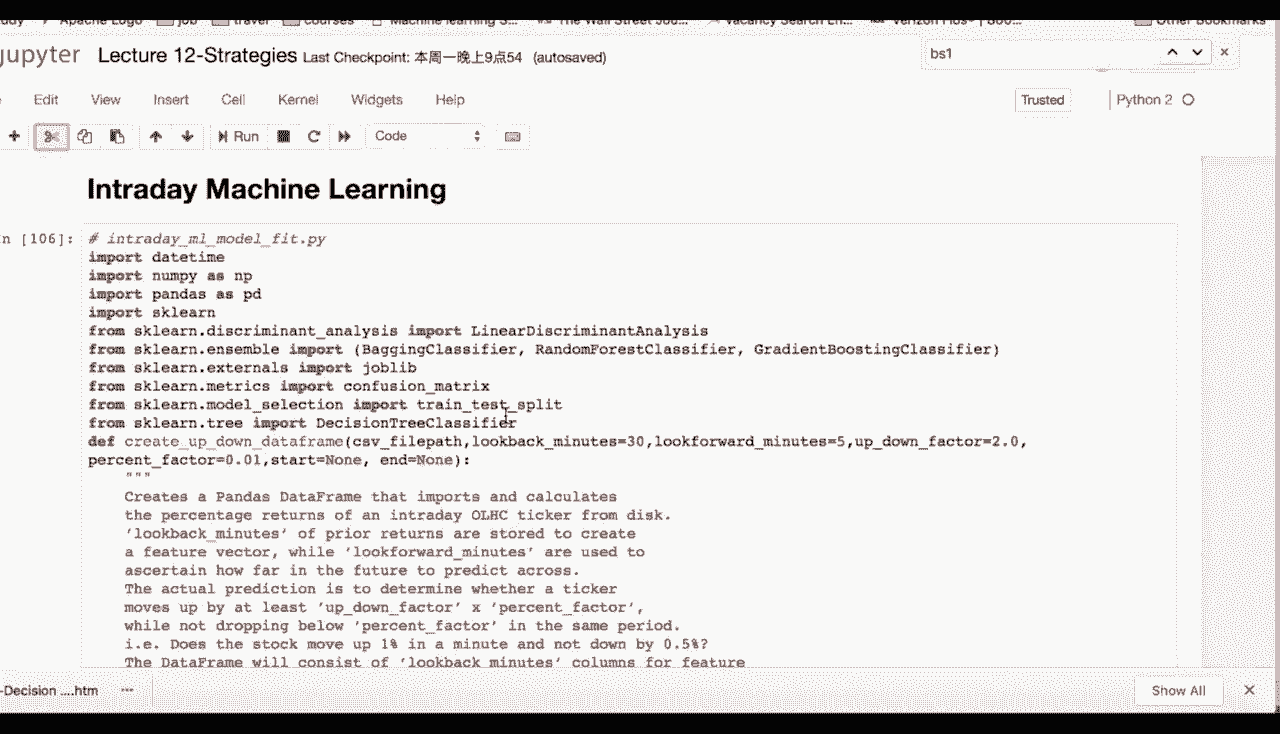 Apache Logo job travel courses Machine learning S... The Wall Street Jou... Vacancy Search En... Other Bookmarks
jupyter Lecture 12-Strategies Last Checkpoint: 本周一晚上9点54 (autosaved)
bs1
Edit View Insert Cell Kernel Widgets Help
Trusted Python 2
Run Code
Intraday Machine Learning
n [106]: # intraday_ml_model_fit.py
import datetime
import numpy as np
import pandas as pd
import sklearn
from sklearn.discriminant_analysis import LinearDiscriminantAnalysis
from sklearn.ensemble import (BaggingClassifier, RandomForestClassifier, GradientBoostingClassifier)
from sklearn.externals import joblib
from sklearn.metrics import confusion_matrix
from sklearn.model_selection import train_test_split
from sklearn.tree import DecisionTreeClassifier
def create_up_down_dataframe(csv_filepath,lookback_minutes=30,lookforward_minutes=5,up_down_factor=2.0,
percent_factor=0.01,start=None, end=None):
"""
Creates a Pandas DataFrame that imports and calculates
the percentage returns of an intraday OLHC ticker from disk.
’lookback_minutes’ of prior returns are stored to create
a feature vector, while ’lookforward_minutes’ are used to
ascertain how far in the future to predict across.
The actual prediction is to determine whether a ticker
moves up by at least ’up_down_factor’ x ’percent_factor’,
while not dropping below ’percent_factor’ in the same period.
i.e. Does the stock move up 1% in a minute and not down by 0.5%?
The DataFrame will consist of ’lookback_minutes’ columns for feature
-Decision ....htm
Show All